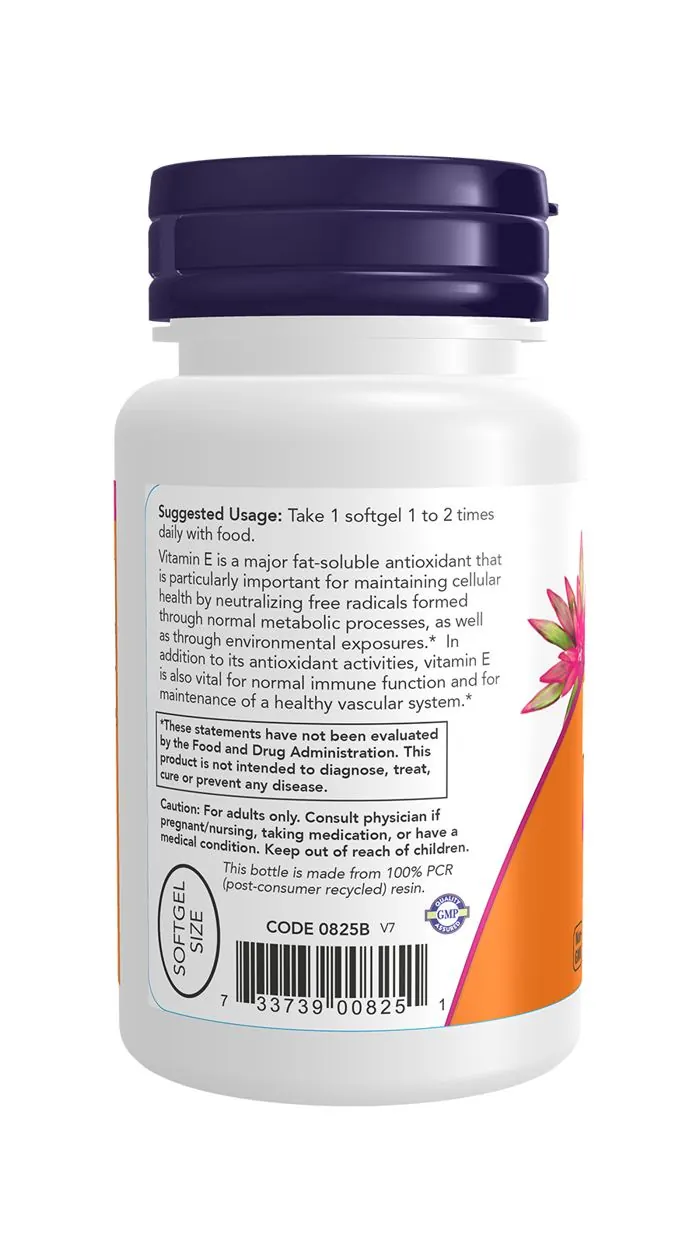 Suggested Usage: Take 1 softgel 1 to 2 times
daily with food.
Vitamin E is a major fat-soluble antioxidant that
is particularly important for maintaining cellular
health by neutralizing free radicals formed
through normal metabolic processes, as well
as through environmental exposures.* In
addition to its antioxidant activities, vitamin E
is also vital for normal immune function and for
maintenance of a healthy vascular system.*
*These statements have not been evaluated
by the Food and Drug Administration. This
product is not intended to diagnose, treat,
cure or prevent any disease.
Caution: For adults only. Consult physician if
pregnant/nursing, taking medication, or have a
medical condition. Keep out of reach of children.
This bottle is made from 100% PCR
(post-consumer recycled) resin.
SOFTGEL
SIZE
QUALITY
GMP
ASSURED
CODE 0825B V7
7 33739 00825 1